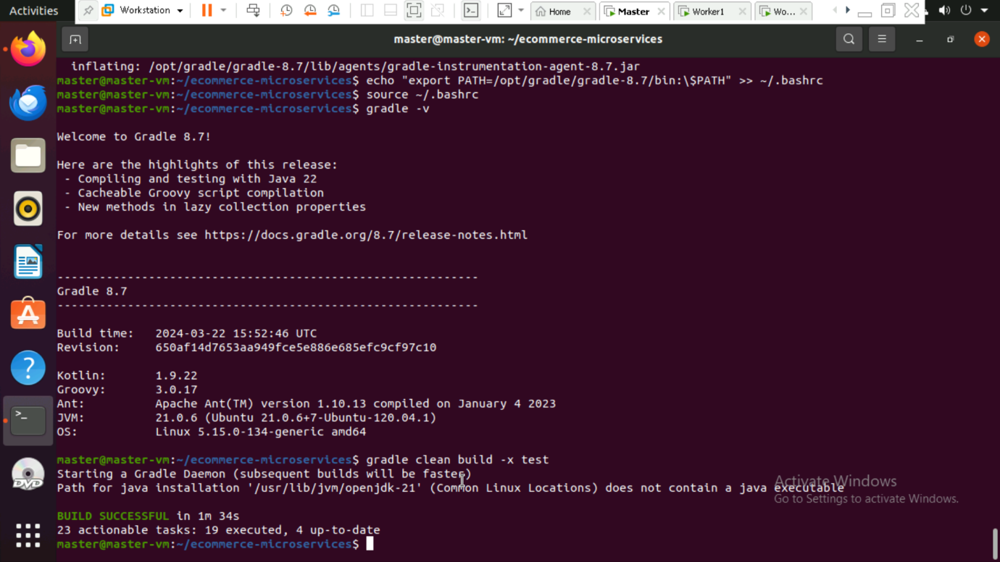 Activities
Workstation
Home
Master
Worker1
Wo...
master@master-vm: ~/ecommerce-microservices
inflating: /opt/gradle/gradle-8.7/lib/agents/gradle-instrumentation-agent-8.7.jar
master@master-vm:~/ecommerce-microservices$ echo "export PATH=/opt/gradle/gradle-8.7/bin:\$PATH" >> ~/.bashrc
master@master-vm:~/ecommerce-microservices$ source ~/.bashrc
master@master-vm:~/ecommerce-microservices$ gradle -v
Welcome to Gradle 8.7!
Here are the highlights of this release:
- Compiling and testing with Java 22
- Cacheable Groovy script compilation
- New methods in lazy collection properties
For more details see https://docs.gradle.org/8.7/release-notes.html
------------------------------------------------------------
Gradle 8.7
------------------------------------------------------------
Build time: 2024-03-22 15:52:46 UTC
Revision: 650af14d7653aa949fce5e886e685efc9cf97c10
Kotlin: 1.9.22
Groovy: 3.0.17
Ant: Apache Ant(TM) version 1.10.13 compiled on January 4 2023
JVM: 21.0.6 (Ubuntu 21.0.6+7-Ubuntu-120.04.1)
OS: Linux 5.15.0-134-generic amd64
master@master-vm:~/ecommerce-microservices$ gradle clean build -x test
Starting a Gradle Daemon (subsequent builds will be faster)
Path for java installation '/usr/lib/jvm/openjdk-21' (Common Linux Locations) does not contain a java executable
BUILD SUCCESSFUL in 1m 34s
23 actionable tasks: 19 executed, 4 up-to-date
master@master-vm:~/ecommerce-microservices$
Activate Windows
Go to Settings to activate Windows.
DVD